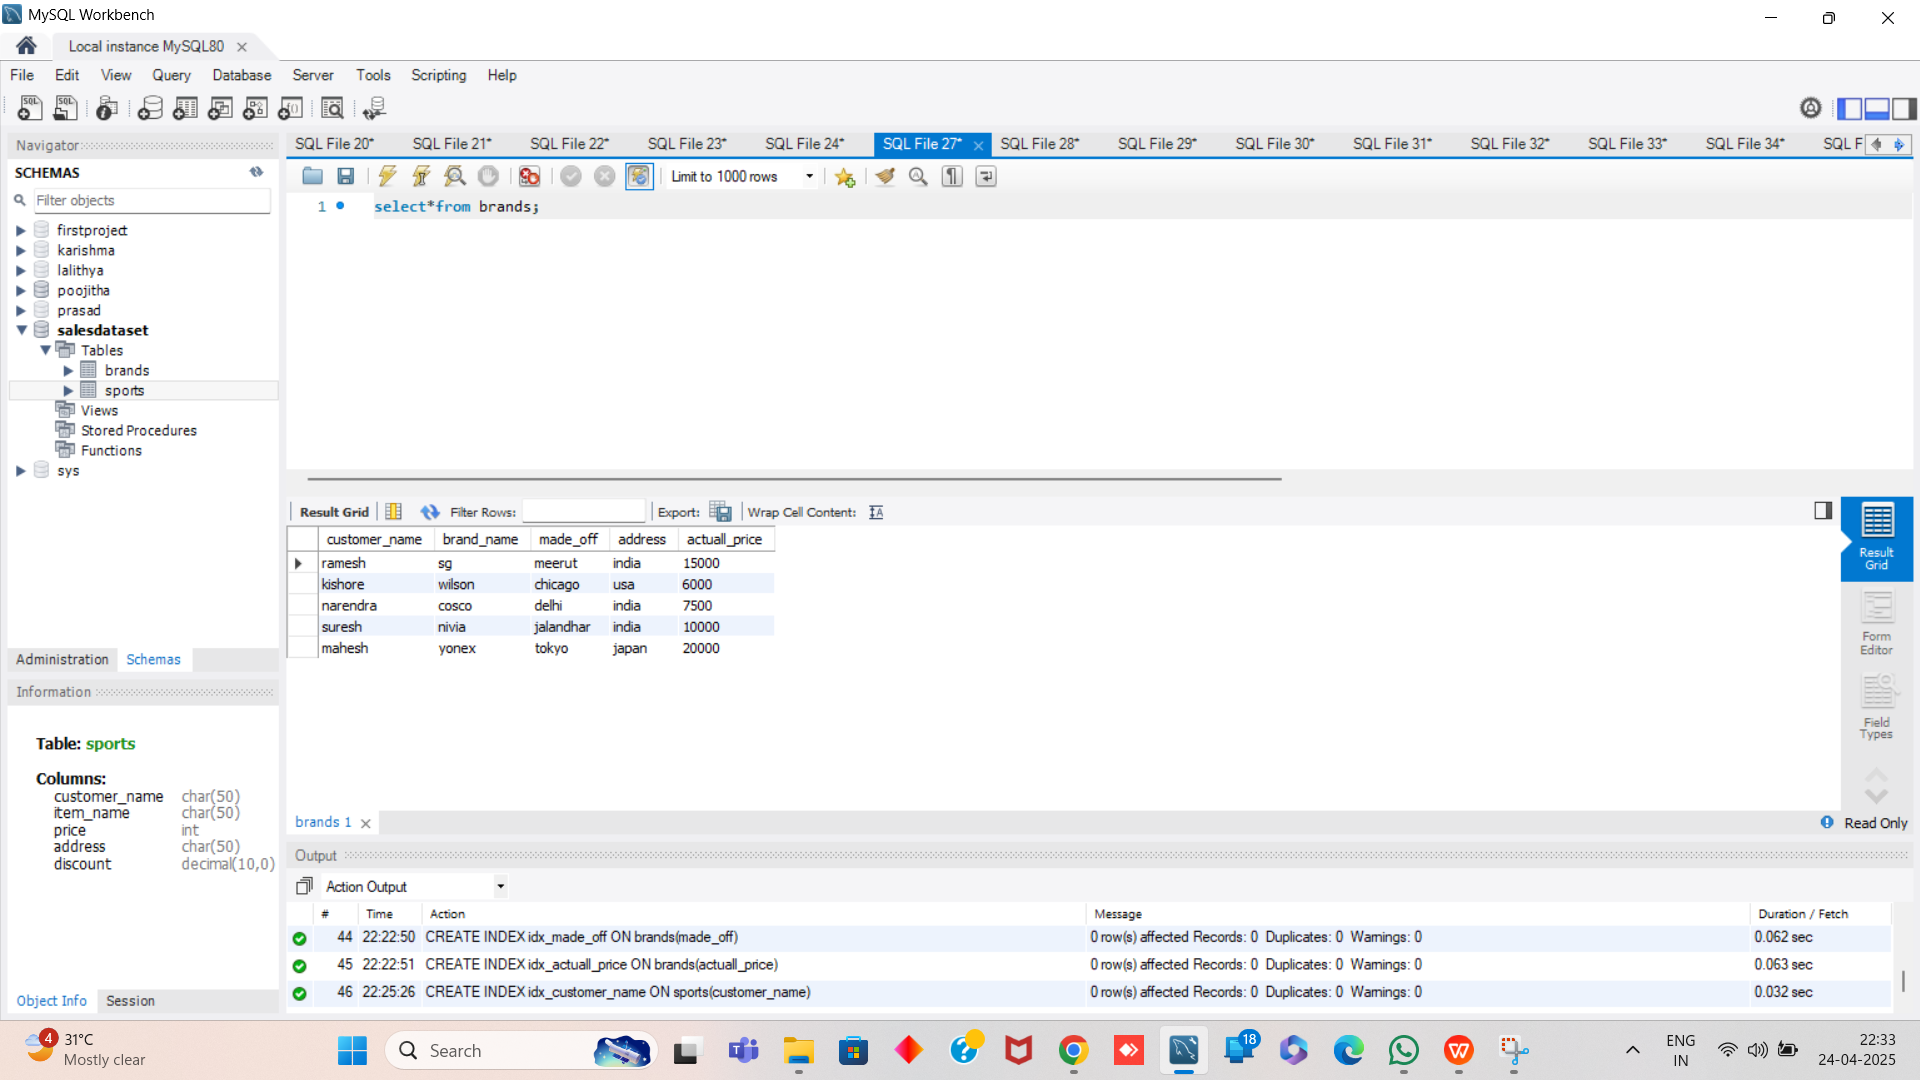 MySQL Workbench
Local instance MySQL80
File Edit View Query Database Server Tools Scripting Help
Navigator
SCHEMAS
Filter objects
firstproject
karishma
lalithya
poojitha
prasad
salesdataset
Tables
brands
sports
Views
Stored Procedures
Functions
sys
Administration Schemas
Information
Table: sports
Columns:
customer_name char(50)
item_name char(50)
price int
address char(50)
discount decimal(10,0)
Object Info Session
SQL File 20* SQL File 21* SQL File 22* SQL File 23* SQL File 24* SQL File 27* SQL File 28* SQL File 29* SQL File 30* SQL File 31* SQL File 32* SQL File 33* SQL File 34* SQL F
Limit to 1000 rows
1 select*from brands;
Result Grid Filter Rows: Export: Wrap Cell Content:
customer_name brand_name made_off address actuall_price
ramesh sg meerut india 15000
kishore wilson chicago usa 6000
narendra cosco delhi india 7500
suresh nivia jalandhar india 10000
mahesh yonex tokyo japan 20000
Result
Grid
Form
Editor
Field
Types
brands 1
Read Only
Output
Action Output
# Time Action Message Duration / Fetch
44 22:22:50 CREATE INDEX idx_made_off ON brands(made_off) 0 row(s) affected Records: 0 Duplicates: 0 Warnings: 0 0.062 sec
45 22:22:51 CREATE INDEX idx_actuall_price ON brands(actuall_price) 0 row(s) affected Records: 0 Duplicates: 0 Warnings: 0 0.063 sec
46 22:25:26 CREATE INDEX idx_customer_name ON sports(customer_name) 0 row(s) affected Records: 0 Duplicates: 0 Warnings: 0 0.032 sec
4
31°C
Mostly clear
Search
18
ENG
IN
22:33
24-04-2025